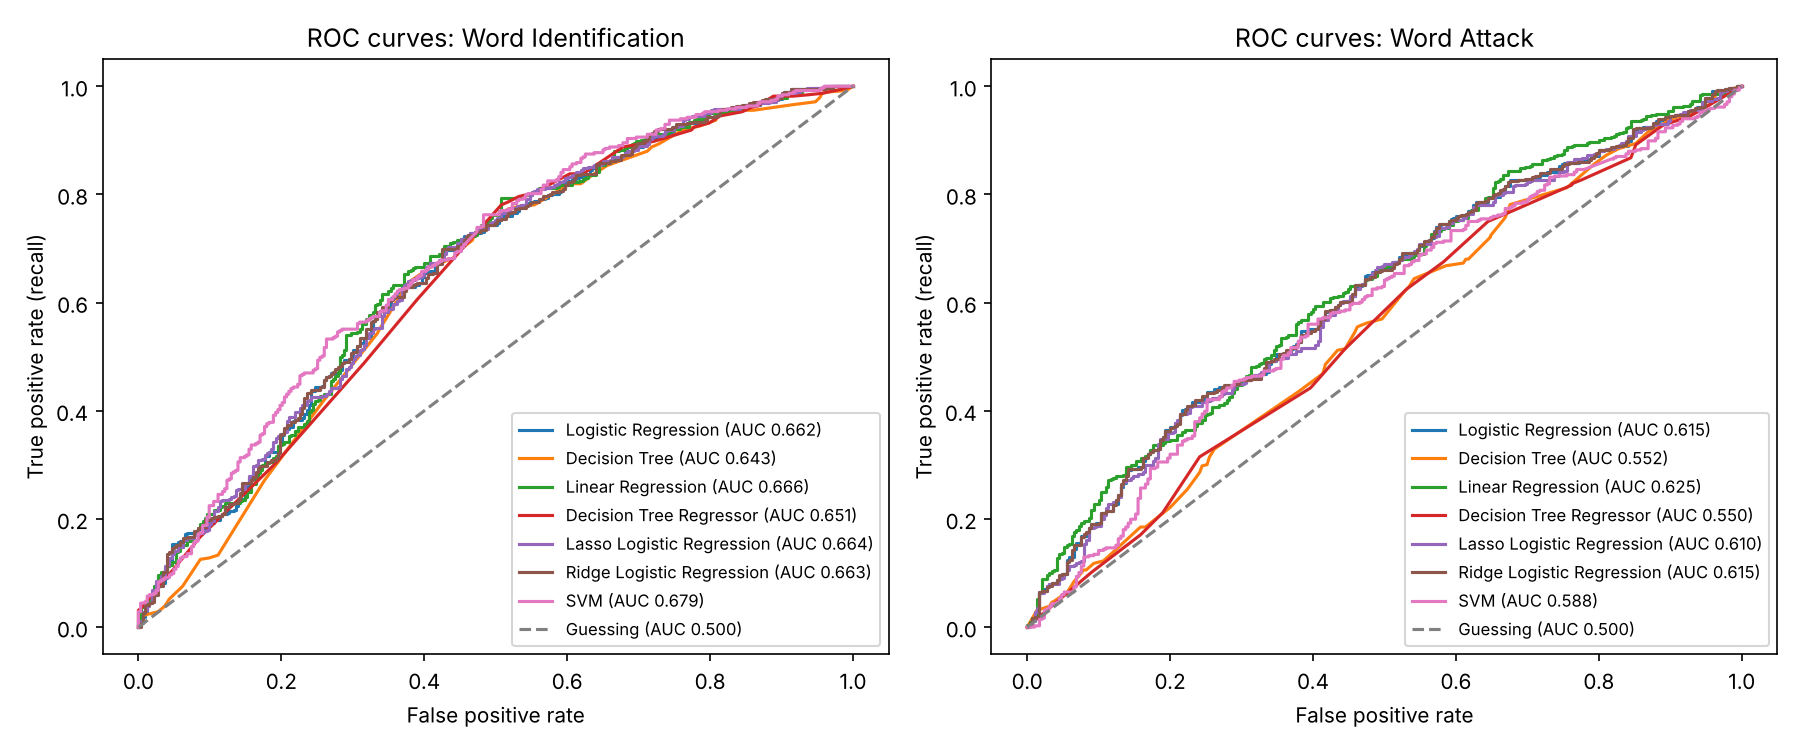 ROC curves: Word Identification
True positive rate (recall)
1.0
0.8
0.6
0.4
0.2
0.0
Logistic Regression (AUC 0.662)
Decision Tree (AUC 0.643)
Linear Regression (AUC 0.666)
Decision Tree Regressor (AUC 0.651)
Lasso Logistic Regression (AUC 0.664)
Ridge Logistic Regression (AUC 0.663)
SVM (AUC 0.679)
Guessing (AUC 0.500)
0.0 0.2 0.4 0.6 0.8 1.0
False positive rate
ROC curves: Word Attack
True positive rate (recall)
1.0
0.8
0.6
0.4
0.2
0.0
Logistic Regression (AUC 0.615)
Decision Tree (AUC 0.552)
Linear Regression (AUC 0.625)
Decision Tree Regressor (AUC 0.550)
Lasso Logistic Regression (AUC 0.610)
Ridge Logistic Regression (AUC 0.615)
SVM (AUC 0.588)
Guessing (AUC 0.500)
0.0 0.2 0.4 0.6 0.8 1.0
False positive rate